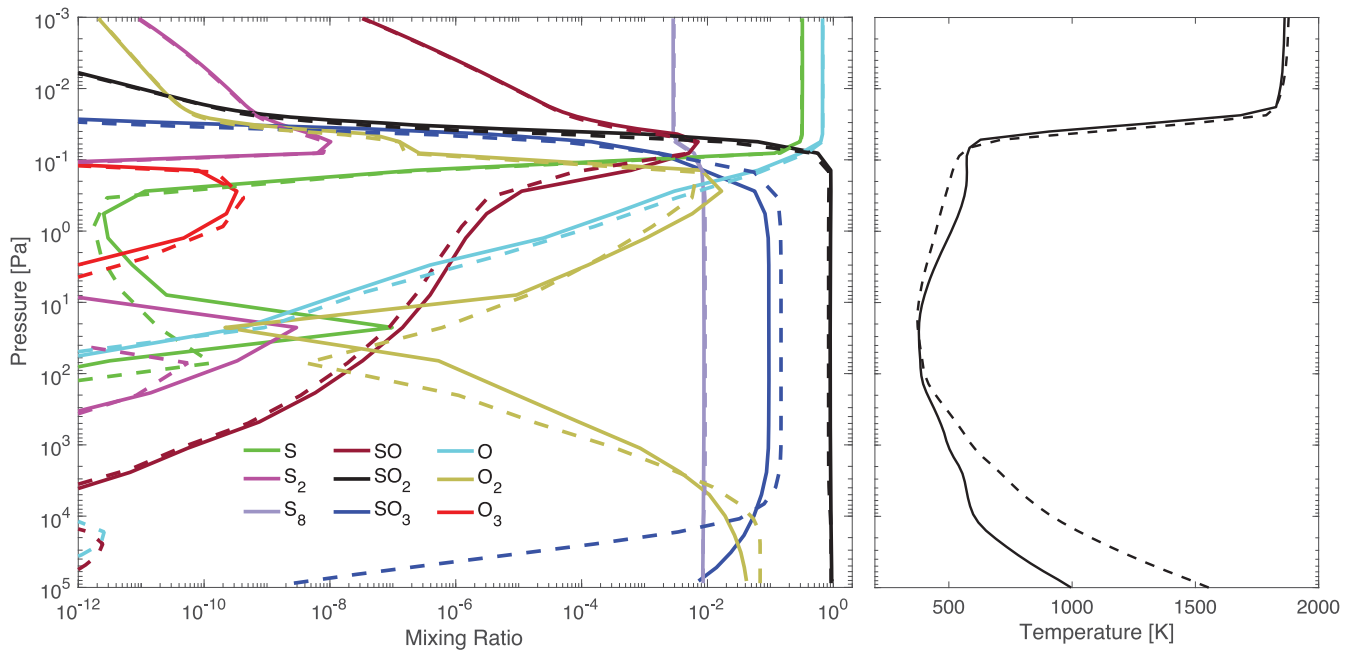 10⁻³
10⁻²
10⁻¹
10⁰
10¹
10²
10³
10⁴
10⁵
Pressure [Pa]
S SO O
S₂ SO₂ O₂
S₈ SO₃ O₃
10⁻¹² 10⁻¹⁰ 10⁻⁸ 10⁻⁶ 10⁻⁴ 10⁻² 10⁰
Mixing Ratio
500 1000 1500 2000
Temperature [K]